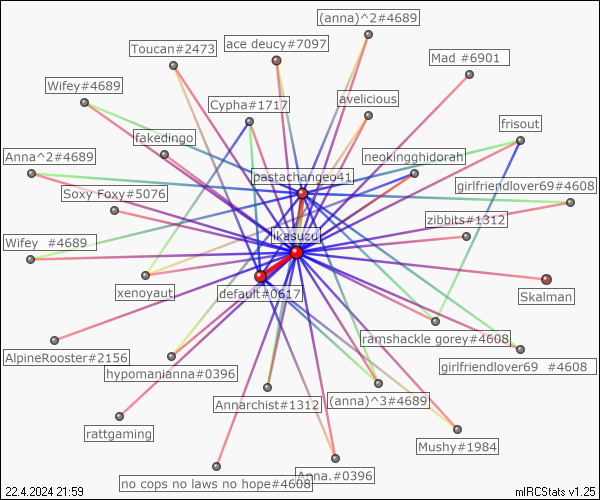 (anna)^2#4689
Toucan#2473
ace deucy#7097
Mad #6901
Wifey#4689
Cypha#1717
avelicious
frisout
fakedingo
neokingghidorah
Anna^2#4689
pastachangeo41
girlfriendlover69#4608
Soxy Foxy#5076
zibbits#1312
Wifey #4689
likasuzu
xenoyaut
default#0617
Skalman
AlpineRooster#2156
ramshackle gorey#4608
hypomanianna#0396
girlfriendlover69 #4608
Annarchist#1312
(anna)^3#4689
rattgaming
Mushy#1984
no cops no laws no hope#4608
Anna.#0396
22.4.2024 21:59
mIRCStats v1.25